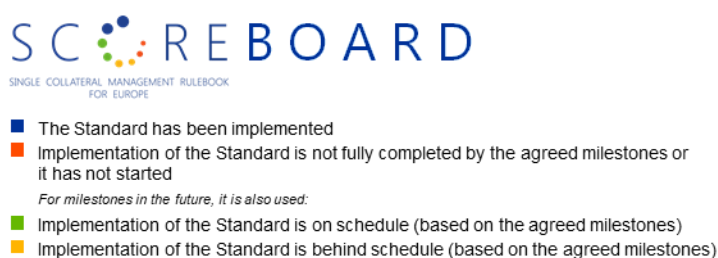 SCOREBOARD
SINGLE COLLATERAL MANAGEMENT RULEBOOK
FOR EUROPE
The Standard has been implemented
Implementation of the Standard is not fully completed by the agreed milestones or
it has not started
For milestones in the future, it is also used:
Implementation of the Standard is on schedule (based on the agreed milestones)
Implementation of the Standard is behind schedule (based on the agreed milestones)